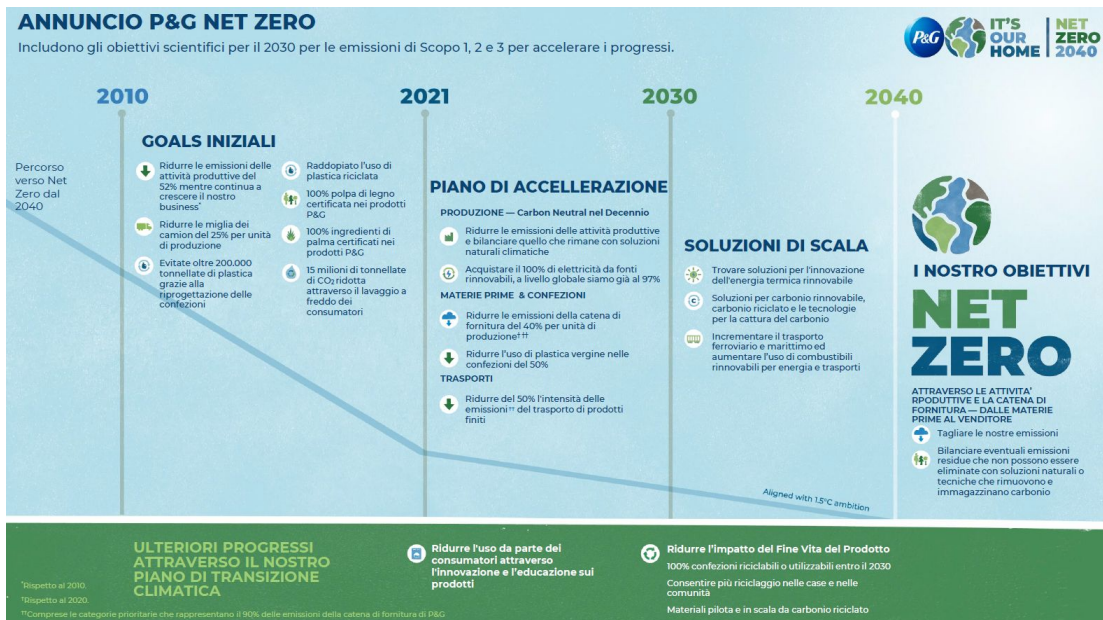 ANNUNCIO P&G NET ZERO
Includono gli obiettivi scientifici per il 2030 per le emissioni di Scopo 1, 2 e 3 per accelerare i progressi.
P&G
IT'S
OUR
HOME
NET
ZERO
2040
2010
2021
2030
2040
Percorso
verso Net
Zero dal
2040
GOALS INIZIALI
Ridurre le emissioni delle
attività produttive del
52% mentre continua a
crescere il nostro
business*
Ridurre le miglia dei
camion del 25% per unità
di produzione
Evitate oltre 200.000
tonnellate di plastica
grazie alla
riprogettazione delle
confezioni
Raddopiato l'uso di
plastica riciclata
100% polpa di legno
certificata nei prodotti
P&G
100% ingredienti di
palma certificati nei
prodotti P&G
15 milioni di tonnellate
di CO₂ ridotta
attraverso il lavaggio a
freddo dei
consumatori
PIANO DI ACCELLERAZIONE
PRODUZIONE — Carbon Neutral nel Decennio
Ridurre le emissioni delle attività produttive
e bilanciare quello che rimane con soluzioni
naturali climatiche
Acquistare il 100% di elettricità da fonti
rinnovabili, a livello globale siamo già al 97%
MATERIE PRIME & CONFEZIONI
Ridurre le emissioni della catena di
fornitura del 40% per unità di
produzione†††
Ridurre l'uso di plastica vergine nelle
confezioni del 50%
TRASPORTI
Ridurre del 50% l'intensità delle
emissioni†† del trasporto di prodotti
finiti
SOLUZIONI DI SCALA
Trovare soluzioni per l'innovazione
dell'energia termica rinnovabile
Soluzioni per carbonio rinnovabile,
carbonio riciclato e le tecnologie
per la cattura del carbonio
Incrementare il trasporto
ferroviario e marittimo ed
aumentare l'uso di combustibili
rinnovabili per energia e trasporti
I NOSTRO OBIETTIVI
NET
ZERO
ATTRAVERSO LE ATTIVITA'
RPODUTTIVE E LA CATENA DI
FORNITURA — DALLE MATERIE
PRIME AL VENDITORE
Tagliare le nostre emissioni
Bilanciare eventuali emissioni
residue che non possono essere
eliminate con soluzioni naturali o
tecniche che rimuovono e
immagazzinano carbonio
Aligned with 1.5°C ambition
ULTERIORI PROGRESSI
ATTRAVERSO IL NOSTRO
PIANO DI TRANSIZIONE
CLIMATICA
*Rispetto al 2010.
†Rispetto al 2020.
††Comprese le categorie prioritarie che rappresentano il 90% delle emissioni della catena di fornitura di P&G
Ridurre l'uso da parte dei
consumatori attraverso
l'innovazione e l'educazione sui
prodotti
Ridurre l'impatto del Fine Vita del Prodotto
100% confezioni riciclabili o utilizzabili entro il 2030
Consentire più riciclaggio nelle case e nelle
comunità
Materiali pilota e in scala da carbonio riciclato